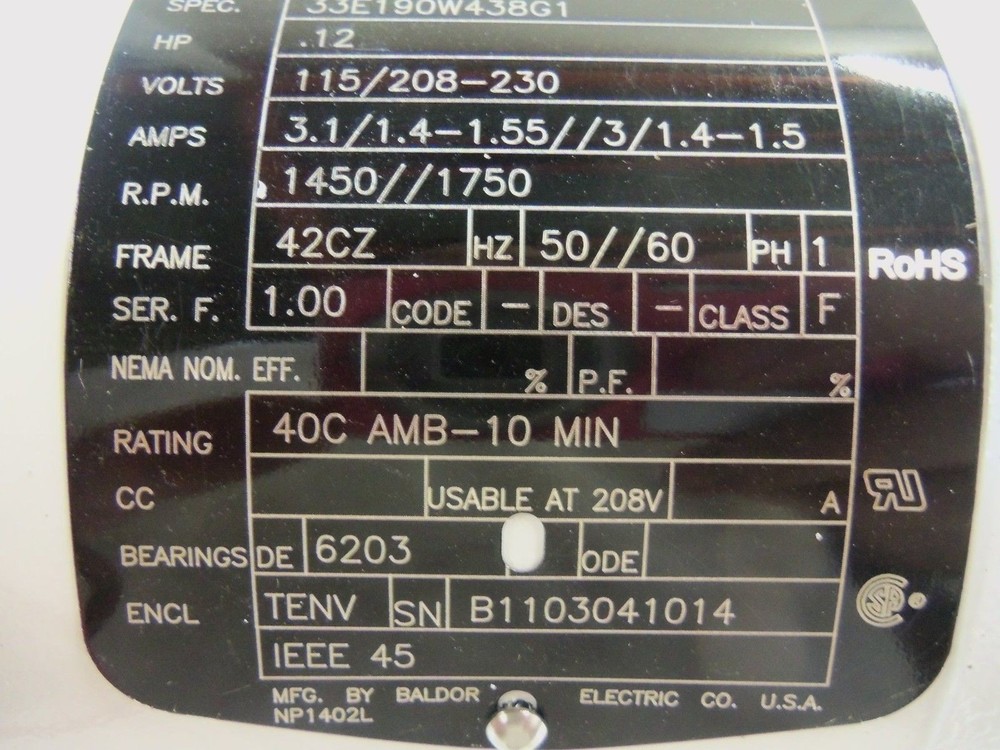 SPEC. 33E190W438G1
HP .12
VOLTS 115/208-230
AMPS 3.1/1.4-1.55//3/1.4-1.5
R.P.M. 1450//1750
FRAME 42CZ HZ 50//60 PH 1
RoHS
SER. F. 1.00 CODE - DES - CLASS F
NEMA NOM. EFF. % P.F. %
RATING 40C AMB-10 MIN
CC USABLE AT 208V A
RU
BEARINGS DE 6203 ODE
ENCL TENV SN B1103041014
SA
IEEE 45
MFG. BY BALDOR ELECTRIC CO. U.S.A.
NP1402L